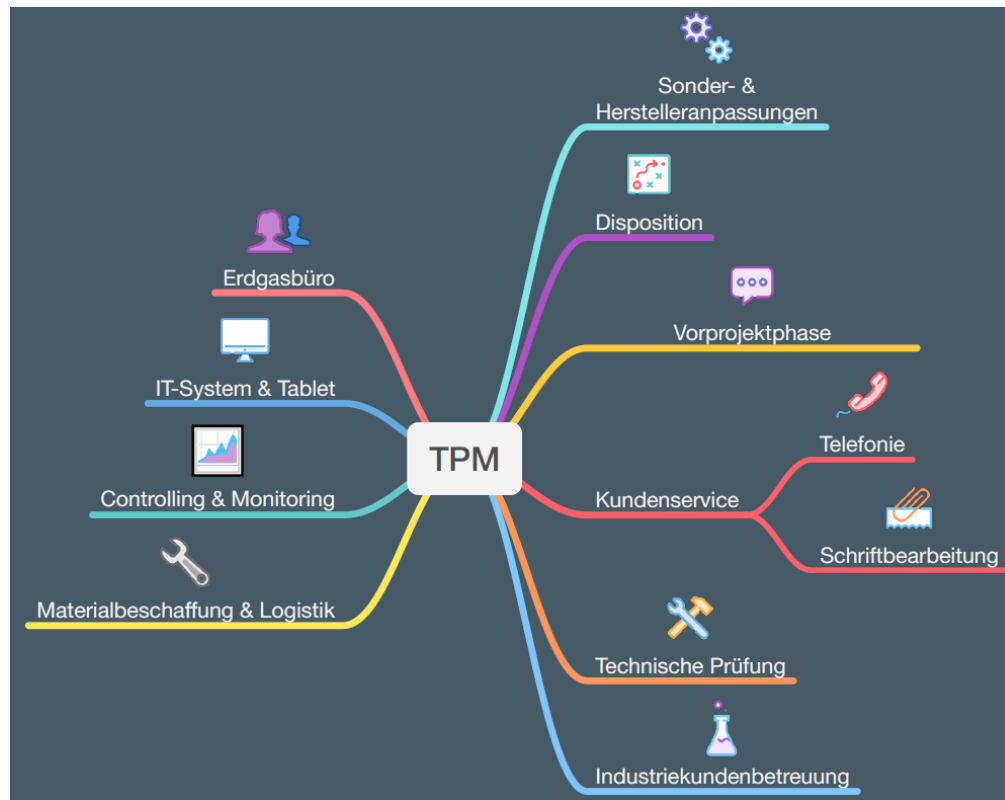 Sonder- &
Herstelleranpassungen
Disposition
Erdgasbüro
Vorprojektphase
IT-System & Tablet
Telefonie
TPM
Controlling & Monitoring
Kundenservice
Schriftbearbeitung
Materialbeschaffung & Logistik
Technische Prüfung
Industriekundenbetreuung